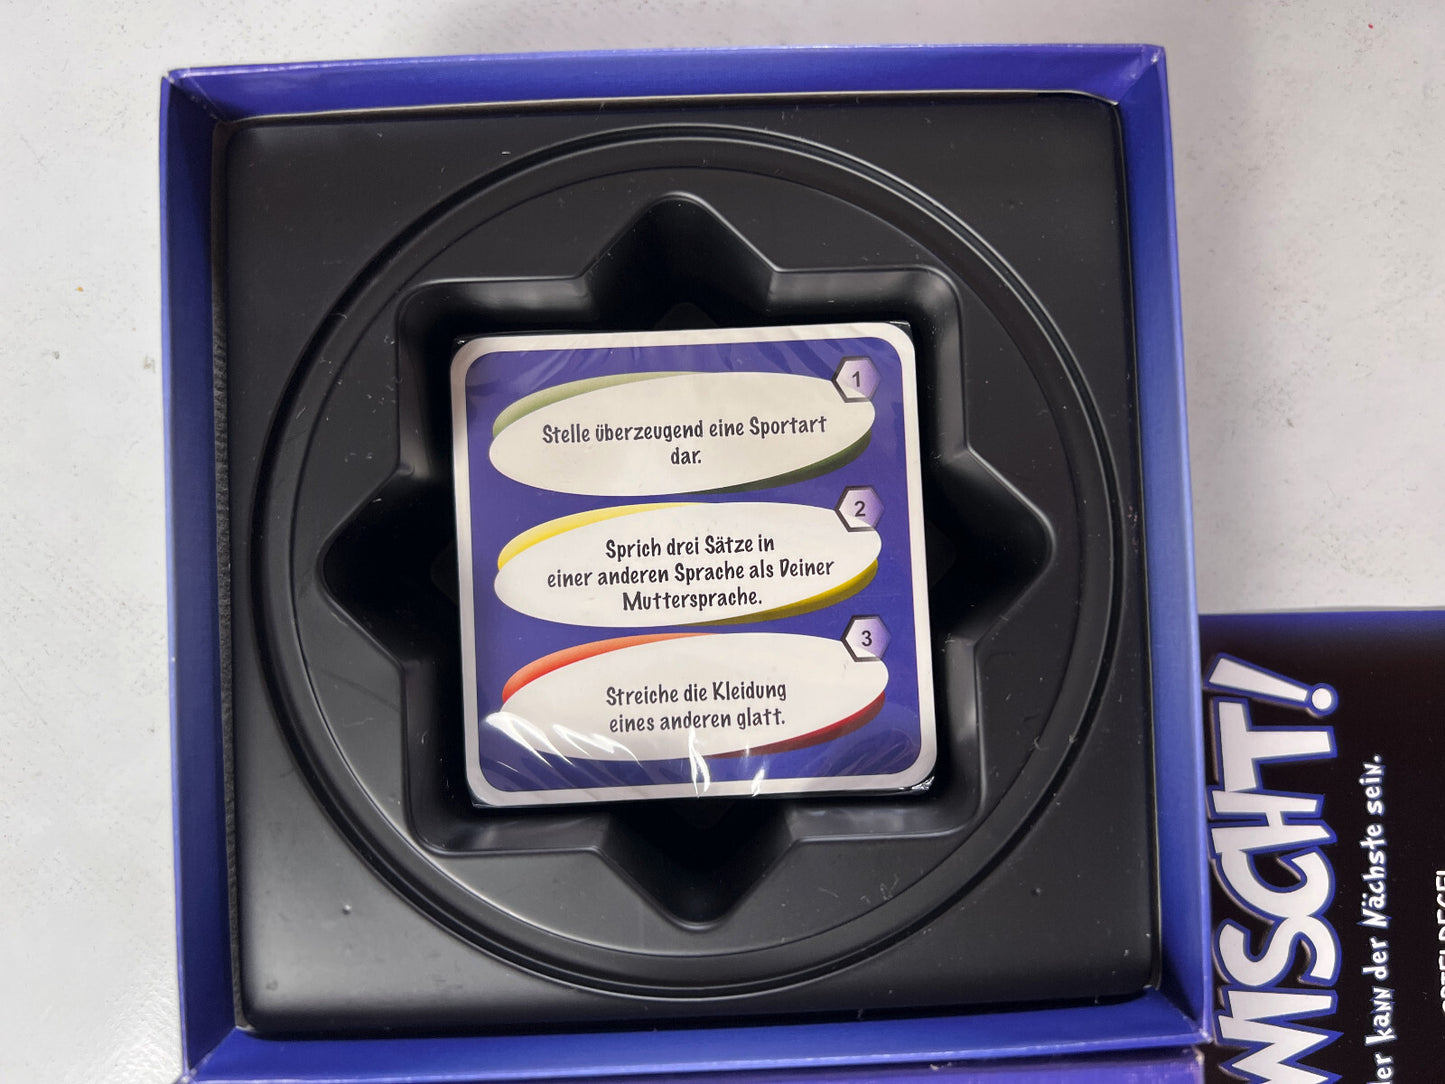 1
Stelle überzeugend eine Sportart
dar.
2
Sprich drei Sätze in
einer anderen Sprache als Deiner
Muttersprache.
3
Streiche die Kleidung
eines anderen glatt.
WISCHT!
er kann der Nächste sein.